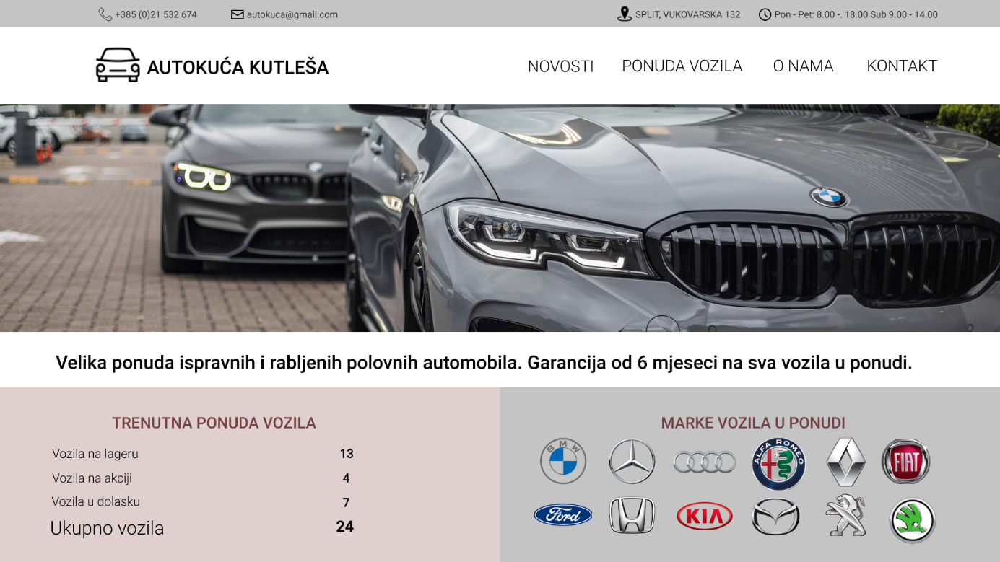 +385 (0)21 532 674
autokuca@gmail.com
SPLIT, VUKOVARSKA 132
Pon - Pet: 8.00 -. 18.00 Sub 9.00 - 14.00
AUTOKUĆA KUTLEŠA
NOVOSTI
PONUDA VOZILA
O NAMA
KONTAKT
Velika ponuda ispravnih i rabljenih polovnih automobila. Garancija od 6 mjeseci na sva vozila u ponudi.
TRENUTNA PONUDA VOZILA
Vozila na lageru 13
Vozila na akciji 4
Vozila u dolasku 7
Ukupno vozila 24
MARKE VOZILA U PONUDI
BMW
ALFA ROMEO
FIAT
Ford
KIA